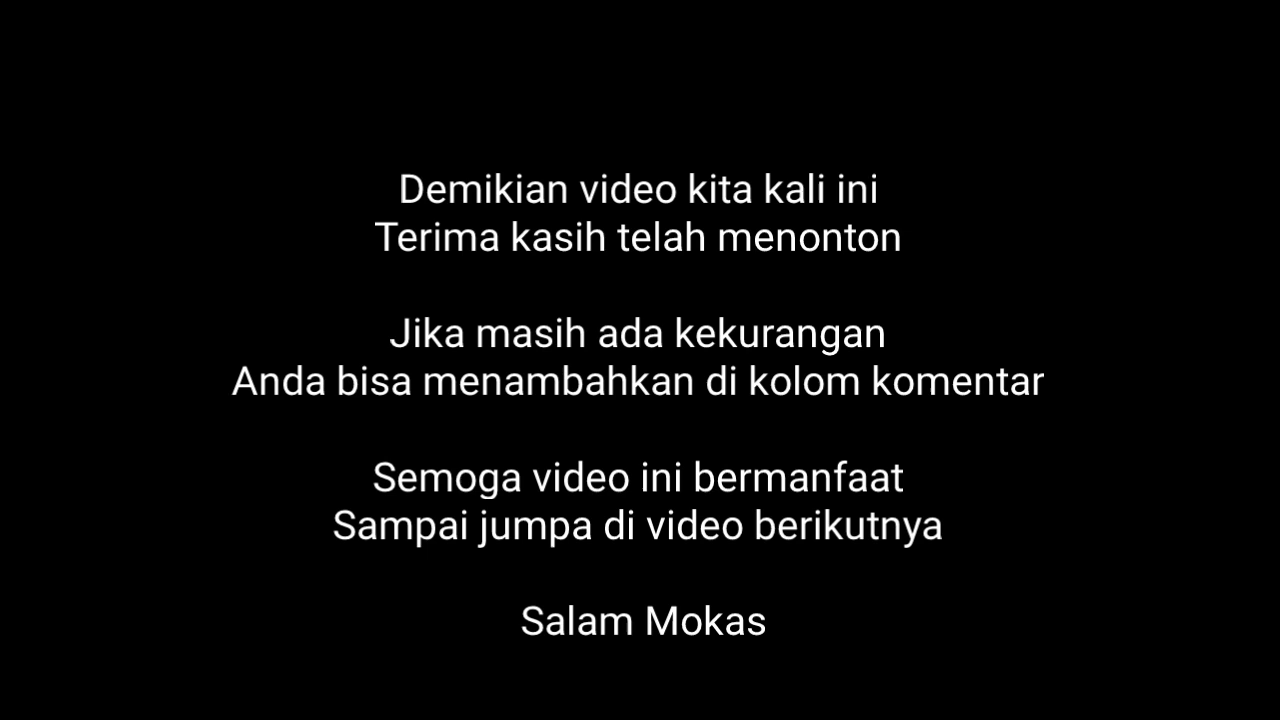 Demikian video kita kali ini
Terima kasih telah menonton
Jika masih ada kekurangan
Anda bisa menambahkan di kolom komentar
Semoga video ini bermanfaat
Sampai jumpa di video berikutnya
Salam Mokas